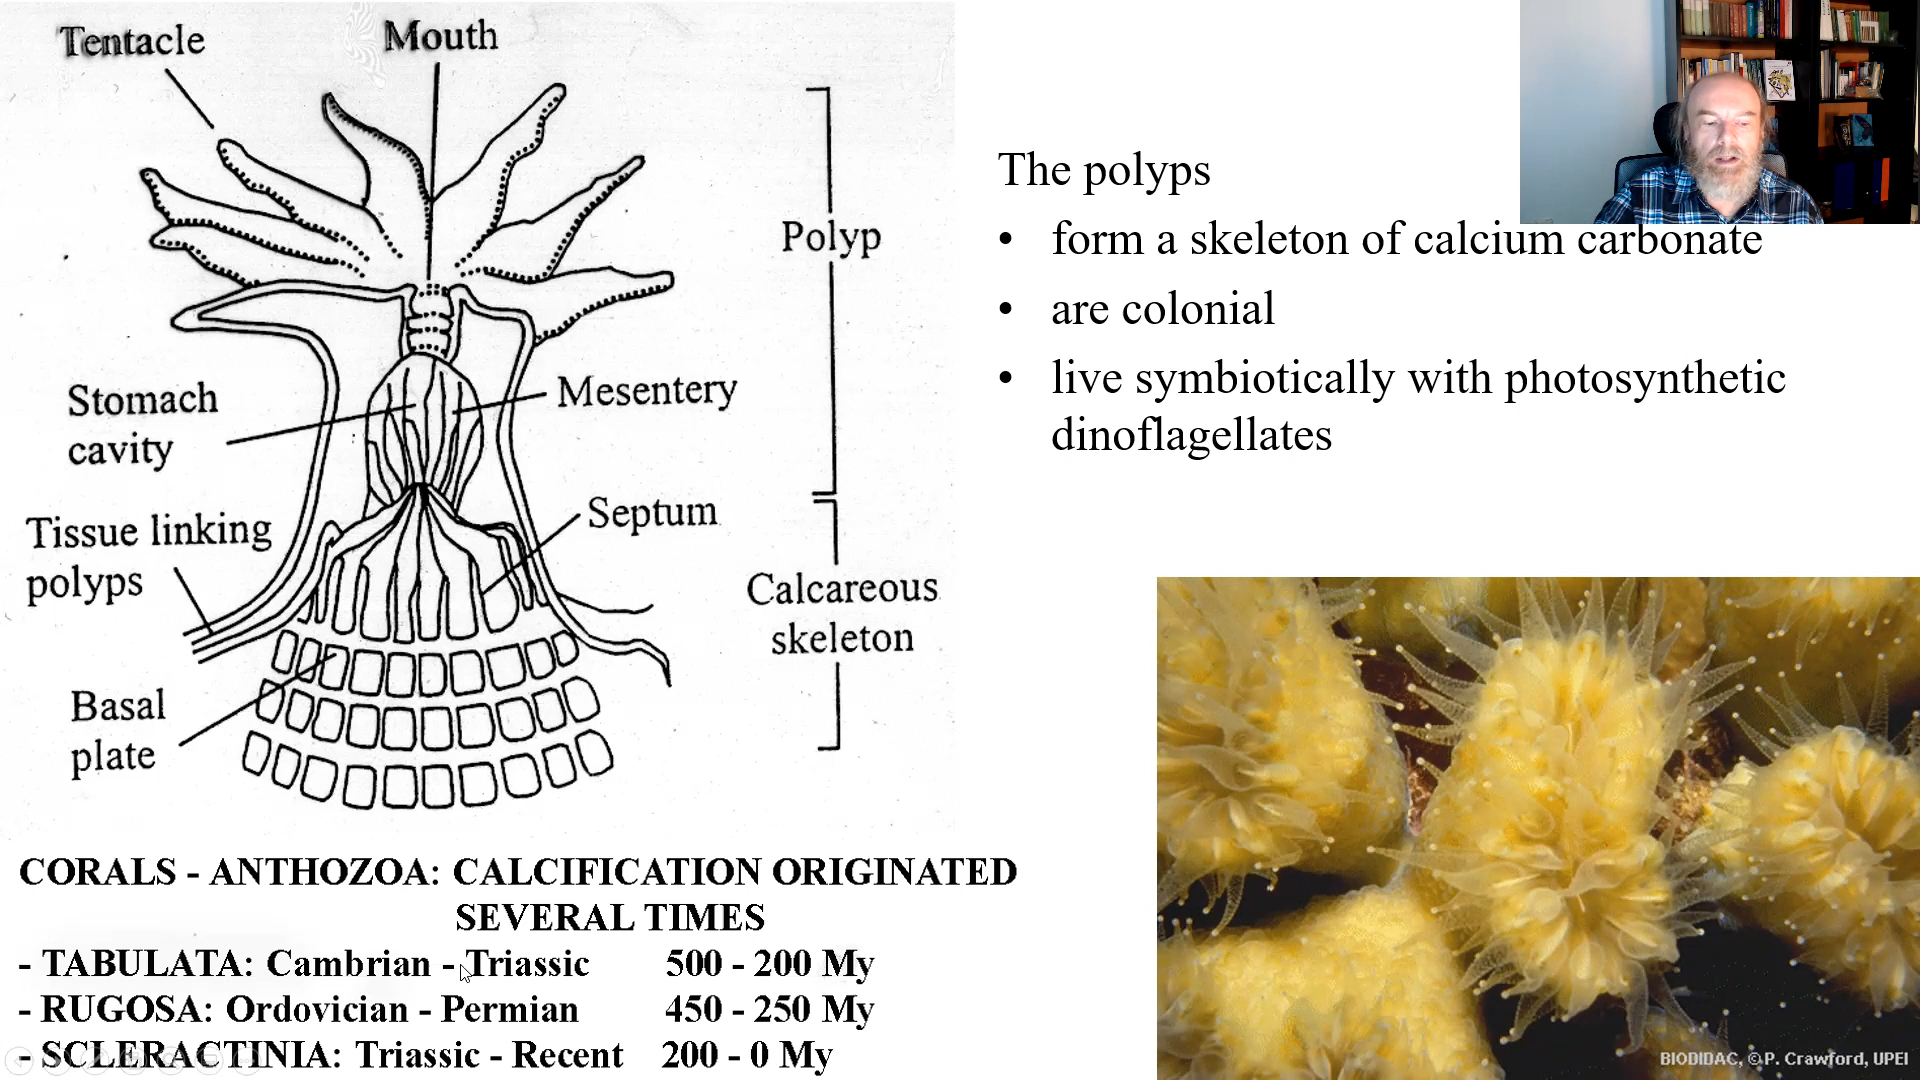 Tentacle
Mouth
Polyp
Stomach
cavity
Mesentery
Septum
Tissue linking
polyps
Calcareous
skeleton
Basal
plate
The polyps
• form a skeleton of calcium carbonate
• are colonial
• live symbiotically with photosynthetic
dinoflagellates
CORALS - ANTHOZOA: CALCIFICATION ORIGINATED
SEVERAL TIMES
- TABULATA: Cambrian - Triassic 500 - 200 My
- RUGOSA: Ordovician - Permian 450 - 250 My
- SCLERACTINIA: Triassic - Recent 200 - 0 My
BIODIDAC, © P. Crawford, UPEI